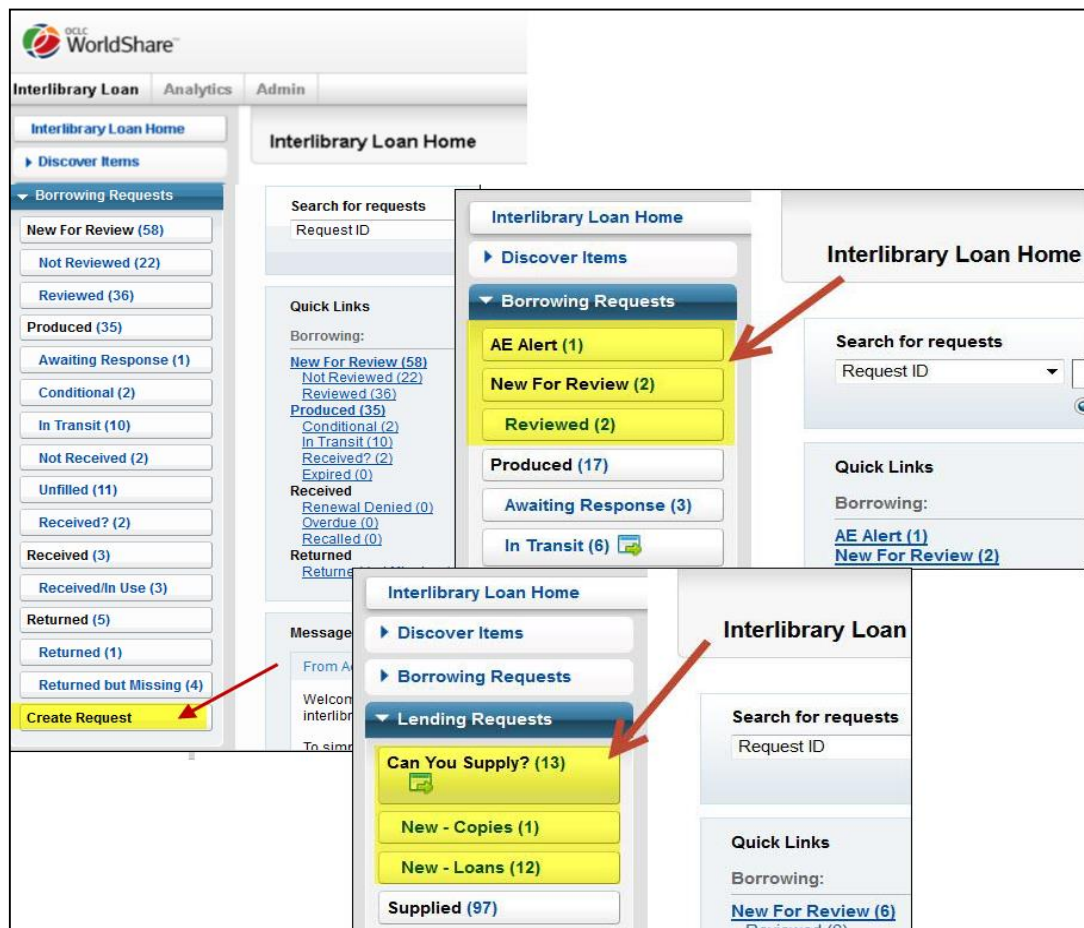 OCLC
WorldShare™
Interlibrary Loan Analytics Admin
Interlibrary Loan Home
Discover Items
Borrowing Requests
New For Review (58)
Not Reviewed (22)
Reviewed (36)
Produced (35)
Awaiting Response (1)
Conditional (2)
In Transit (10)
Not Received (2)
Unfilled (11)
Received? (2)
Received (3)
Received/In Use (3)
Returned (5)
Returned (1)
Returned but Missing (4)
Create Request
Interlibrary Loan Home
Search for requests
Request ID
Quick Links
Borrowing:
New For Review (58)
Not Reviewed (22)
Reviewed (36)
Produced (35)
Conditional (2)
In Transit (10)
Received? (2)
Expired (0)
Received
Renewal Denied (0)
Overdue (0)
Recalled (0)
Returned
Message
From
Interlibrary Loan Home
Discover Items
Borrowing Requests
AE Alert (1)
New For Review (2)
Reviewed (2)
Produced (17)
Awaiting Response (3)
In Transit (6)
Interlibrary Loan Home
Search for requests
Request ID
Quick Links
Borrowing:
AE Alert (1)
New For Review (2)
Interlibrary Loan Home
Discover Items
Borrowing Requests
Lending Requests
Can You Supply? (13)
New - Copies (1)
New - Loans (12)
Supplied (97)
Interlibrary Loan
Search for requests
Request ID
Quick Links
Borrowing:
New For Review (6)